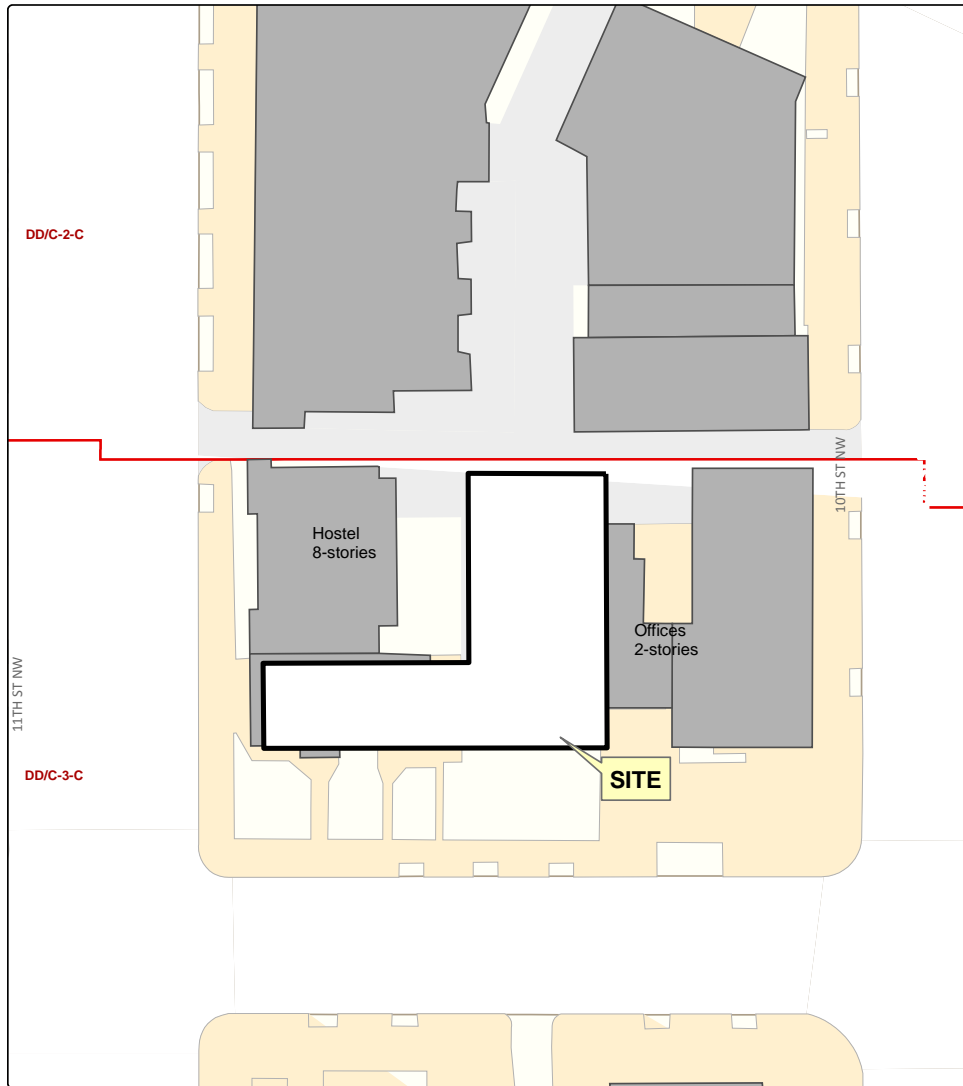 DD/C-2-C
10TH ST NW
Hostel
8-stories
Offices
2-stories
11TH ST NW
DD/C-3-C
SITE